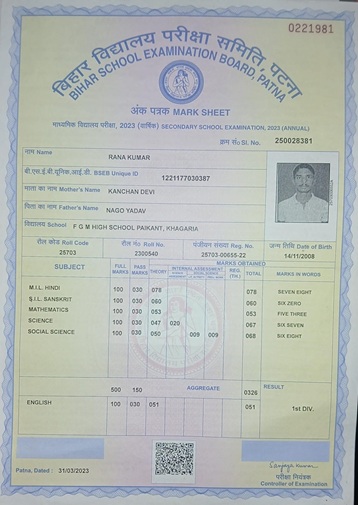 0221981
बिहार विद्यालय परीक्षा समिति, पटना
BIHAR SCHOOL EXAMINATION BOARD, PATNA
अंक पत्रक MARK SHEET
माध्यमिक विद्यालय परीक्षा, 2023 (वार्षिक) SECONDARY SCHOOL EXAMINATION, 2023 (ANNUAL)
क्रम सं० Sl. No. 250028381
नाम Name RANA KUMAR
बी.एस.ई.बी.यूनिक.आई.डी. BSEB Unique ID 1221177030387
माता का नाम Mother's Name KANCHAN DEVI
पिता का नाम Father's Name NAGO YADAV
विद्यालय School F G M HIGH SCHOOL PAIKANT, KHAGARIA
रौल कोड Roll Code रौल नं० Roll No. पंजीयन संख्या Reg. No. जन्म तिथि Date of Birth
25703 2300540 25703-00655-22 14/11/2008
SUBJECT FULL MARKS PASS MARKS MARKS OBTAINED THEORY INTERNAL ASSESSMENT REG. (TH) TOTAL MARKS IN WORDS
M.I.L. HINDI 100 030 078 078 SEVEN EIGHT
S.I.L. SANSKRIT 100 030 060 060 SIX ZERO
MATHEMATICS 100 030 053 053 FIVE THREE
SCIENCE 100 030 047 020 067 SIX SEVEN
SOCIAL SCIENCE 100 030 050 009 009 068 SIX EIGHT
500 150 AGGREGATE 0326 RESULT
ENGLISH 100 030 051 051 1st DIV.
Patna, Dated : 31/03/2023
परीक्षा नियंत्रक
Controller of Examination